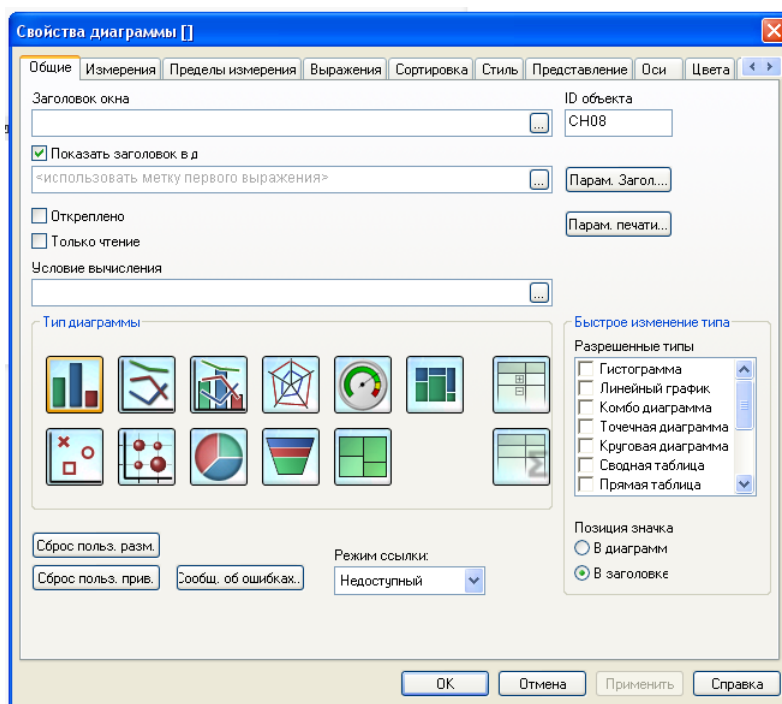 Свойства диаграммы []
Общие Измерения Пределы измерения Выражения Сортировка Стиль Представление Оси Цвета
Заголовок окна
ID объекта
...
CH08
Показать заголовок в д
<использовать метку первого выражения>
...
Парам. Загол....
Откреплено
Парам. печати...
Только чтение
Условие вычисления
...
Тип диаграммы
Быстрое изменение типа
Разрешенные типы
Гистограмма
Линейный график
Комбо диаграмма
Точечная диаграмма
Круговая диаграмма
Сводная таблица
Прямая таблица
Σ
Позиция значка
В диаграмм
В заголовке
Сброс польз. разм.
Режим ссылки:
Сброс польз. прив.
Сообщ. об ошибках..
Недоступный
OK
Отмена
Применить
Справка